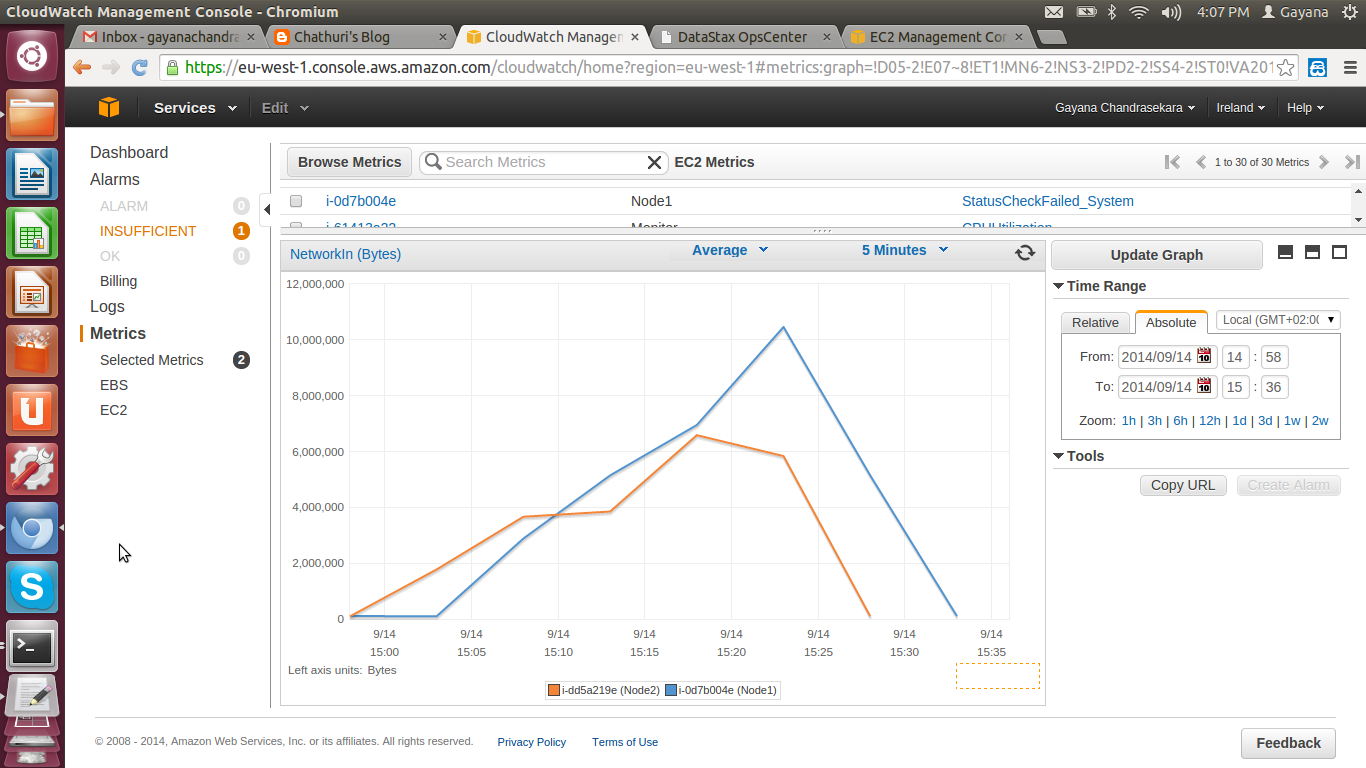 CloudWatch Management Console - Chromium
4:07 PM Gayana
Inbox - gayanachandra
Chathuri's Blog
CloudWatch Managemen
DataStax OpsCenter
EC2 Management Con
https://eu-west-1.console.aws.amazon.com/cloudwatch/home?region=eu-west-1#metrics:graph=!D05-2!E07~8!ET1!MN6-2!NS3-2!PD2-2!SS4-2!ST0!VA201
Services Edit
Gayana Chandrasekara Ireland Help
Dashboard
Alarms
ALARM 0
INSUFFICIENT 1
OK 0
Billing
Logs
Metrics
Selected Metrics 2
EBS
EC2
Browse Metrics Search Metrics EC2 Metrics 1 to 30 of 30 Metrics
i-0d7b004e Node1 StatusCheckFailed_System
Monitor CPUUtilization
NetworkIn (Bytes) Average 5 Minutes
12,000,000
10,000,000
8,000,000
6,000,000
4,000,000
2,000,000
0
9/14 9/14 9/14 9/14 9/14 9/14 9/14 9/14
15:00 15:05 15:10 15:15 15:20 15:25 15:30 15:35
Left axis units: Bytes
i-dd5a219e (Node2) i-0d7b004e (Node1)
Update Graph
Time Range
Relative Absolute Local (GMT+02:00
From: 2014/09/14 10 14 : 58
To: 2014/09/14 10 15 : 36
Zoom: 1h | 3h | 6h | 12h | 1d | 3d | 1w | 2w
Tools
Copy URL Create Alarm
© 2008 - 2014, Amazon Web Services, Inc. or its affiliates. All rights reserved. Privacy Policy Terms of Use
Feedback